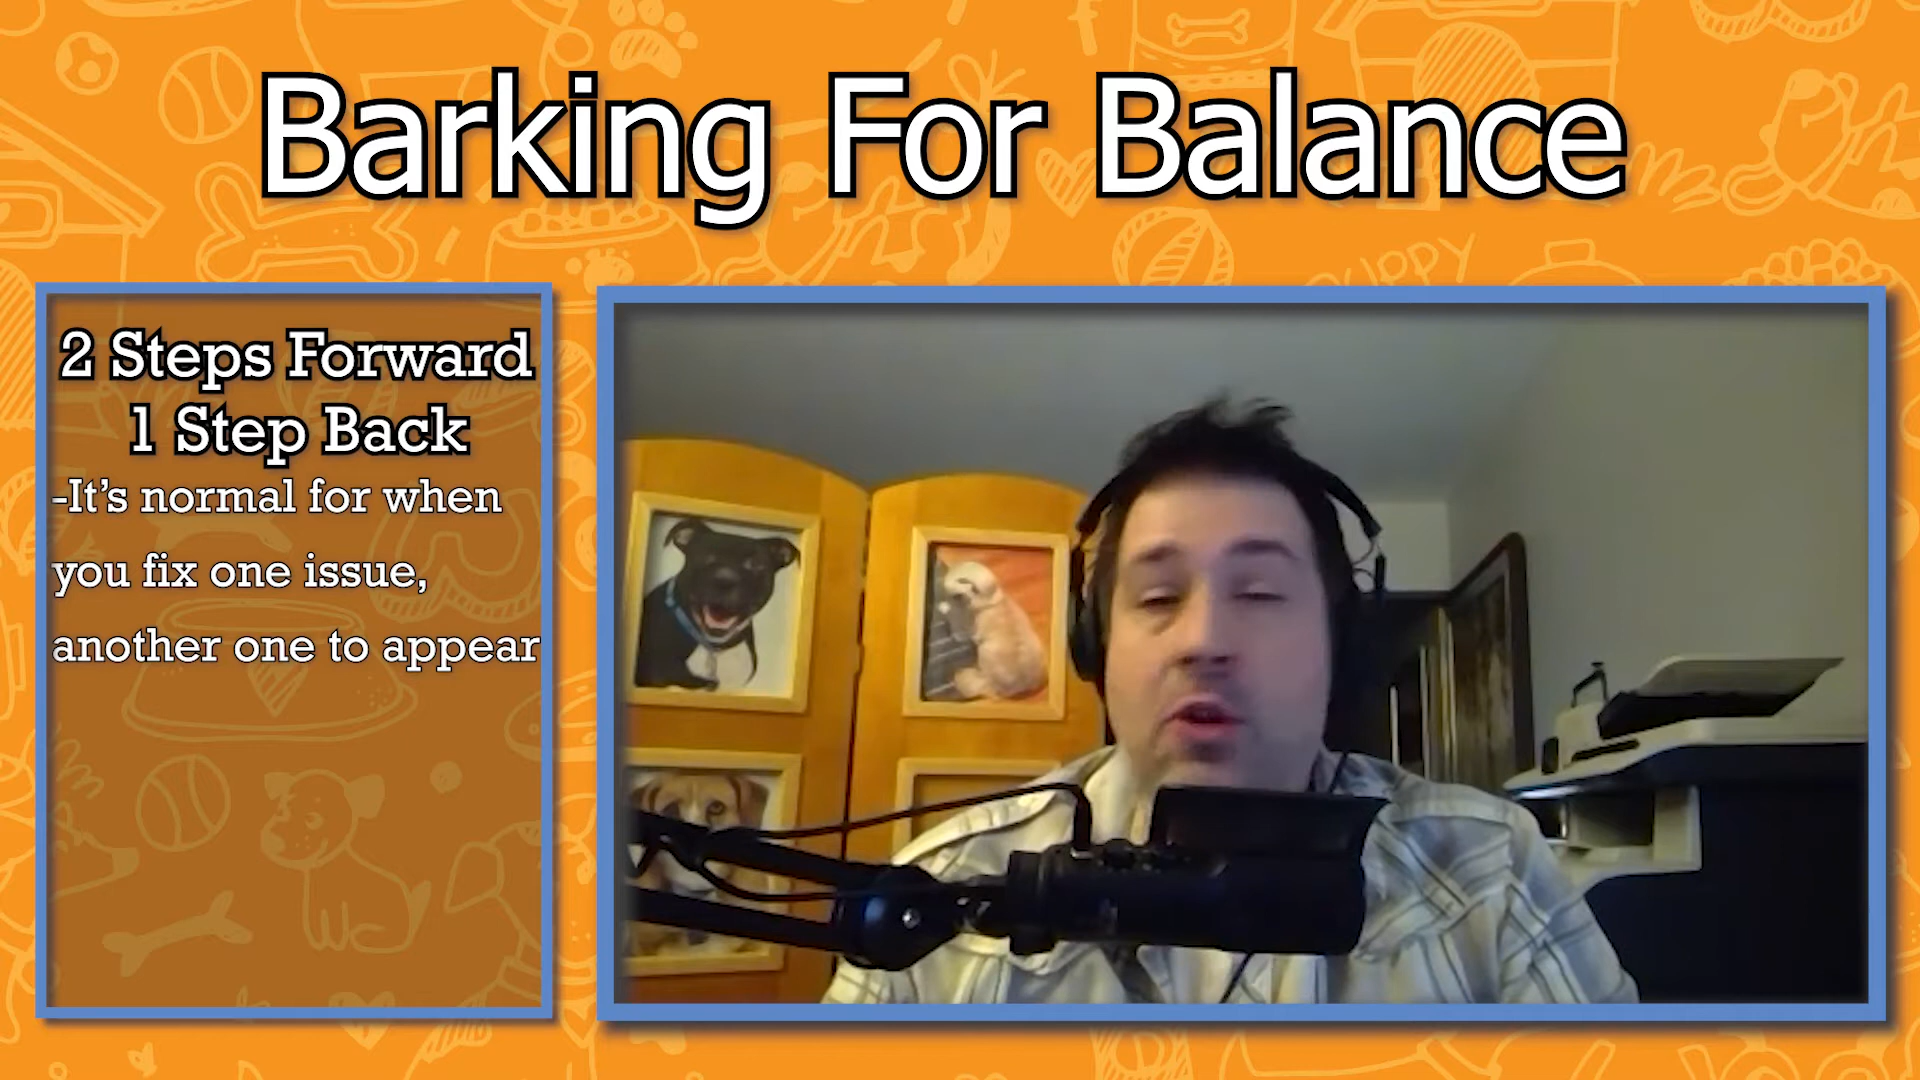 Barking For Balance
2 Steps Forward
1 Step Back
-It’s normal for when
you fix one issue,
another one to appear
PUPPY